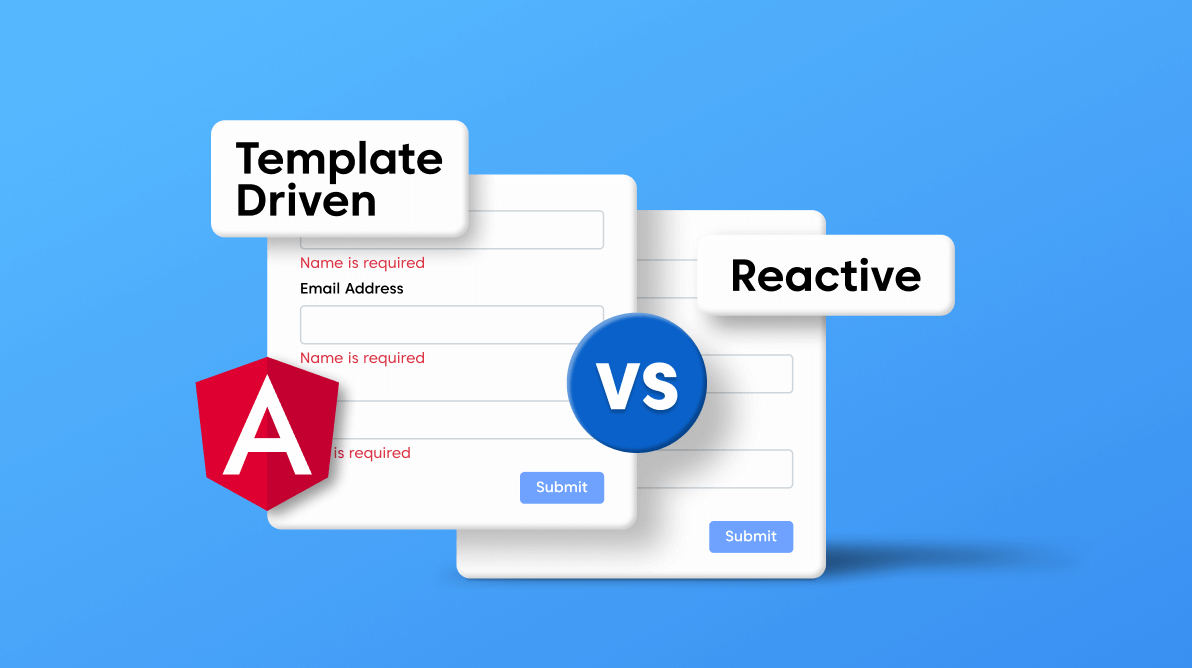 Template
Driven
Name is required
Email Address
Name is required
is required
Submit
Reactive
VS
Submit
A